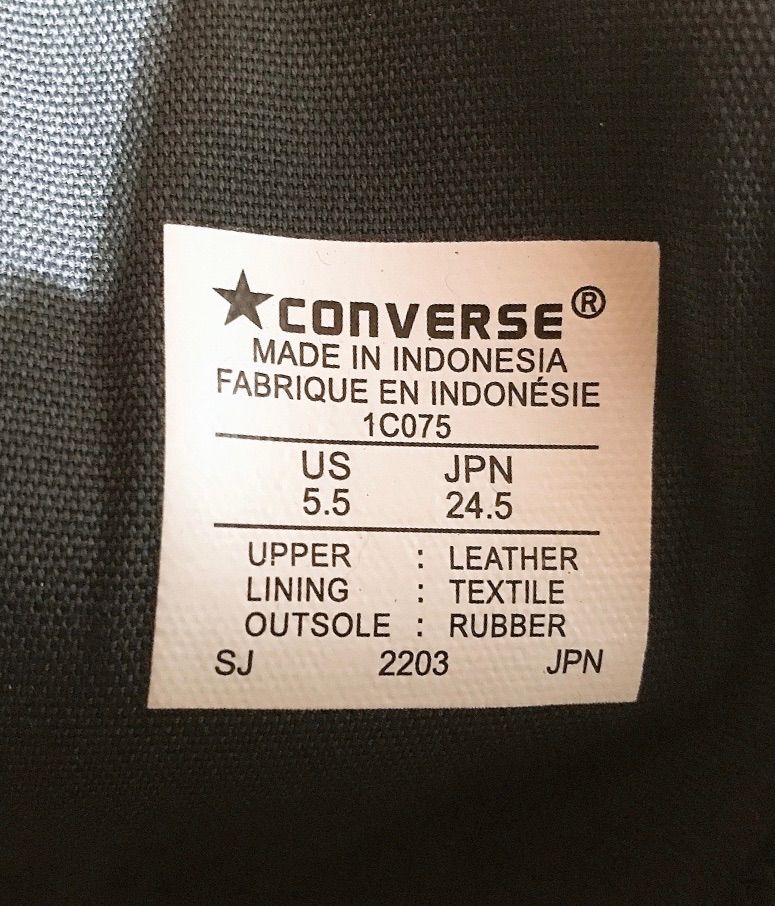 ★CONVERSE®
MADE IN INDONESIA
FABRIQUE EN INDONÉSIE
1C075
US JPN
5.5 24.5
UPPER : LEATHER
LINING : TEXTILE
OUTSOLE : RUBBER
SJ 2203 JPN